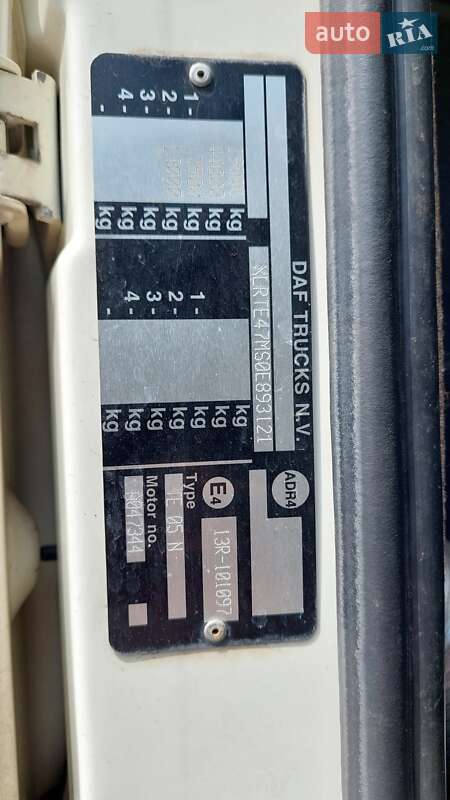 auto RIA.com
DAF TRUCKS N.V.
XLRTE47MS0E893121
kg
kg
1 - kg
2 - kg
3 - kg
4 - kg
kg
kg
1 - kg
2 - kg
3 - kg
4 - kg
ADR4
E4 13R-101097
Type TE 05 N
Motor no.